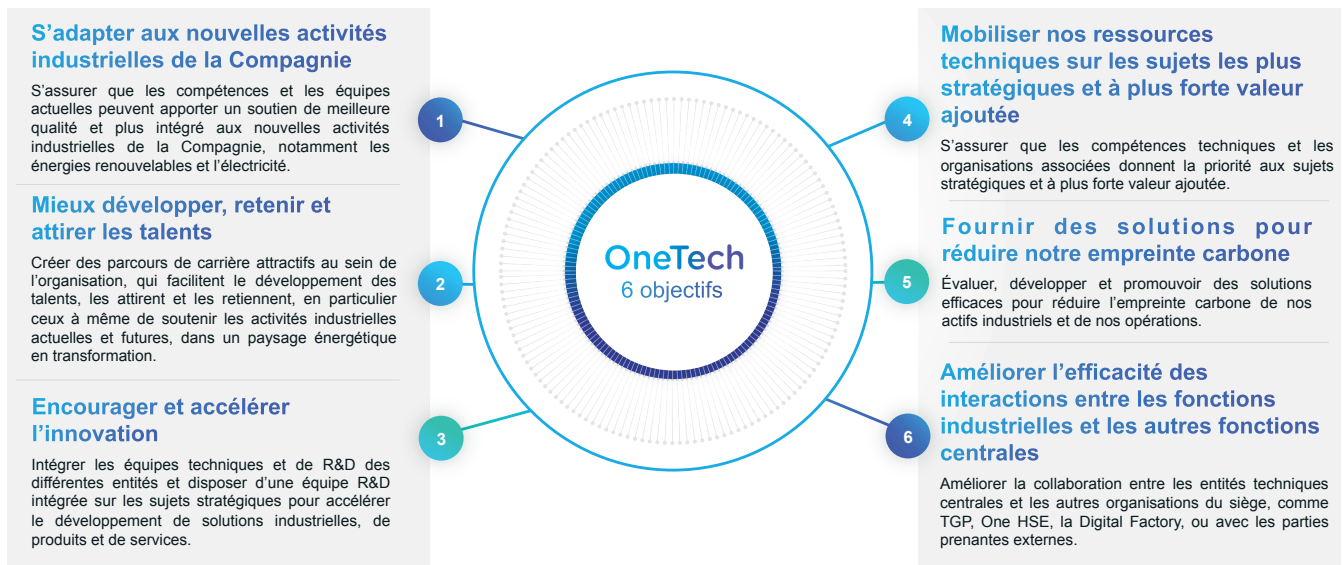 S’adapter aux nouvelles activités
industrielles de la Compagnie
S’assurer que les compétences et les équipes
actuelles peuvent apporter un soutien de meilleure
qualité et plus intégré aux nouvelles activités
industrielles de la Compagnie, notamment les
énergies renouvelables et l’électricité.
1
Mieux développer, retenir et
attirer les talents
Créer des parcours de carrière attractifs au sein de
l’organisation, qui facilitent le développement des
talents, les attirent et les retiennent, en particulier
ceux à même de soutenir les activités industrielles
actuelles et futures, dans un paysage énergétique
en transformation.
2
Encourager et accélérer
l’innovation
Intégrer les équipes techniques et de R&D des
différentes entités et disposer d’une équipe R&D
intégrée sur les sujets stratégiques pour accélérer
le développement de solutions industrielles, de
produits et de services.
3
OneTech
6 objectifs
4
Mobiliser nos ressources
techniques sur les sujets les plus
stratégiques et à plus forte valeur
ajoutée
S’assurer que les compétences techniques et les
organisations associées donnent la priorité aux sujets
stratégiques et à plus forte valeur ajoutée.
5
Fournir des solutions pour
réduire notre empreinte carbone
Évaluer, développer et promouvoir des solutions
efficaces pour réduire l’empreinte carbone de nos
actifs industriels et de nos opérations.
6
Améliorer l’efficacité des
interactions entre les fonctions
industrielles et les autres fonctions
centrales
Améliorer la collaboration entre les entités techniques
centrales et les autres organisations du siège, comme
TGP, One HSE, la Digital Factory, ou avec les parties
prenantes externes.